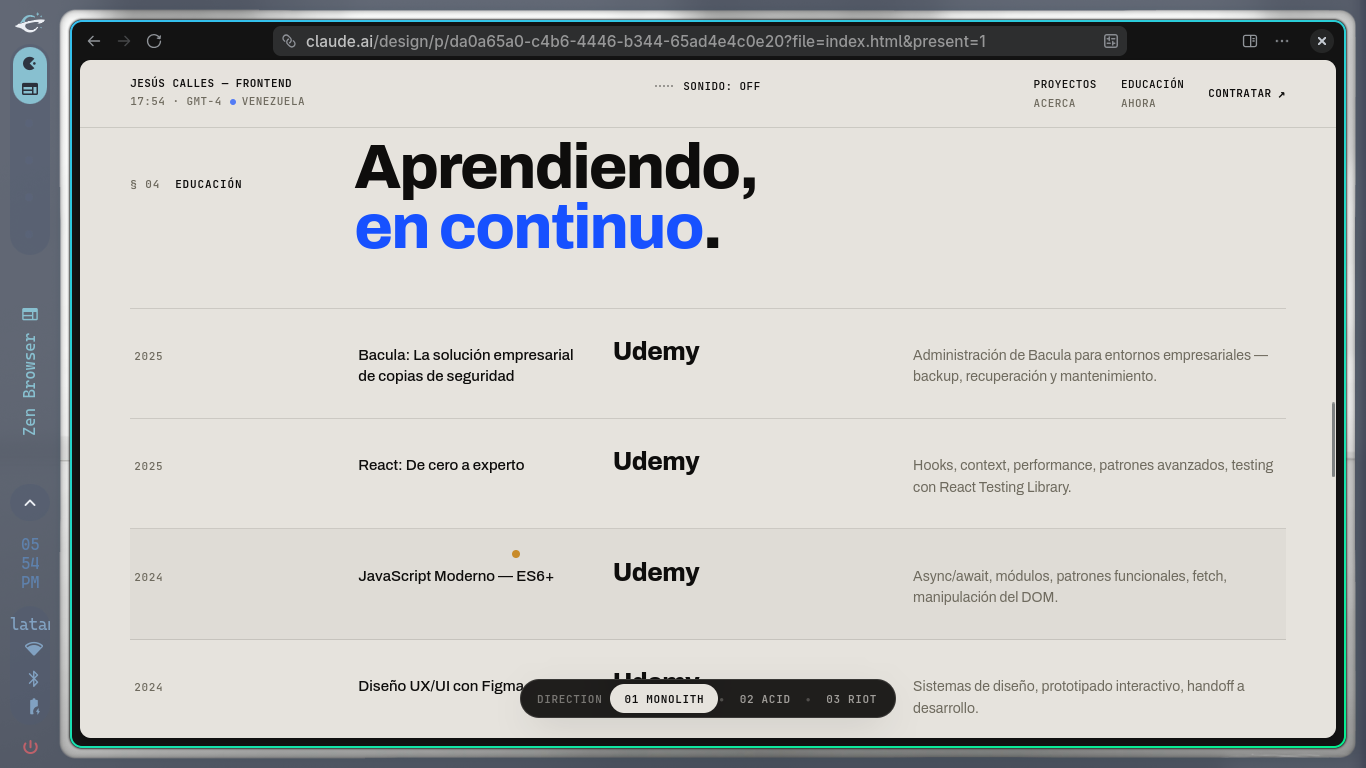 claude.ai/design/p/da0a65a0-c4b6-4446-b344-65ad4e4c0e20?file=index.html&present=1
JESÚS CALLES — FRONTEND
17:54 · GMT-4 VENEZUELA
SONIDO: OFF
PROYECTOS
ACERCA
EDUCACIÓN
AHORA
CONTRATAR ↗
§ 04 EDUCACIÓN
Aprendiendo,
en continuo.
2025
Bacula: La solución empresarial
de copias de seguridad
Udemy
Administración de Bacula para entornos empresariales —
backup, recuperación y mantenimiento.
2025
React: De cero a experto
Udemy
Hooks, context, performance, patrones avanzados, testing
con React Testing Library.
2024
JavaScript Moderno — ES6+
Udemy
Async/await, módulos, patrones funcionales, fetch,
manipulación del DOM.
2024
Diseño UX/UI con Figma
Udemy
Sistemas de diseño, prototipado interactivo, handoff a
desarrollo.
DIRECTION 01 MONOLITH 02 ACID 03 RIOT
Zen Browser
05
54
PM